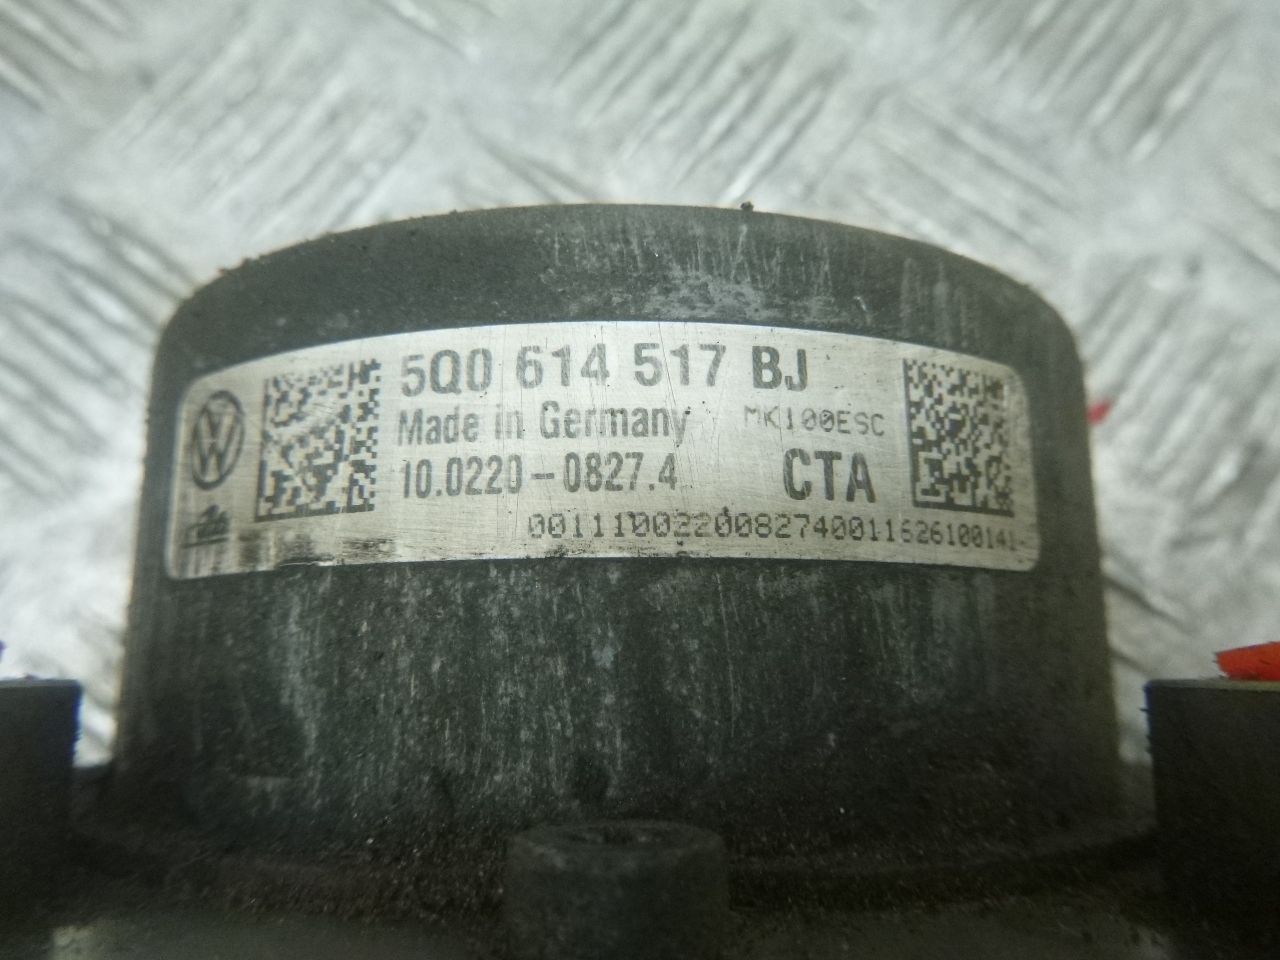 5Q0 614 517 BJ
Made in Germany MK100ESC
10.0220-0827.4 CTA
0011100220082740011626100141